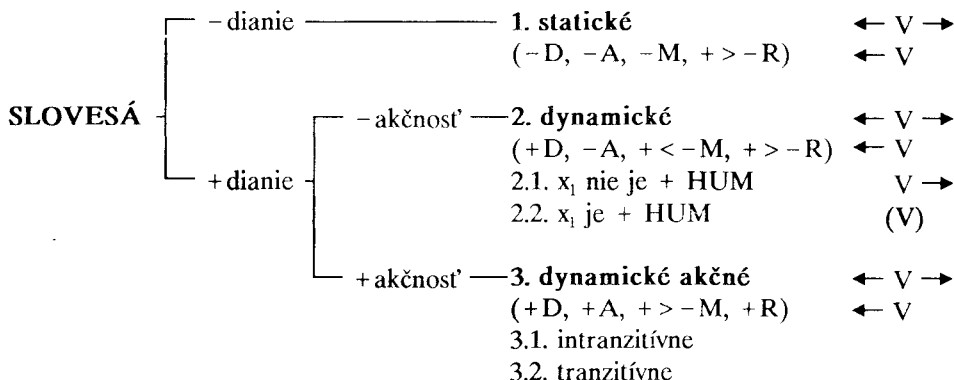 – dianie 1. statické ← V →
(–D, –A, –M, + > –R) ← V
SLOVESÁ – akčnosť 2. dynamické ← V →
(+D, –A, + < –M, + > –R) ← V
+ dianie 2.1. x₁ nie je + HUM V →
2.2. x₁ je + HUM (V)
+ akčnosť 3. dynamické akčné ← V →
(+D, +A, + > –M, +R) ← V
3.1. intranzitívne
3.2. tranzitívne